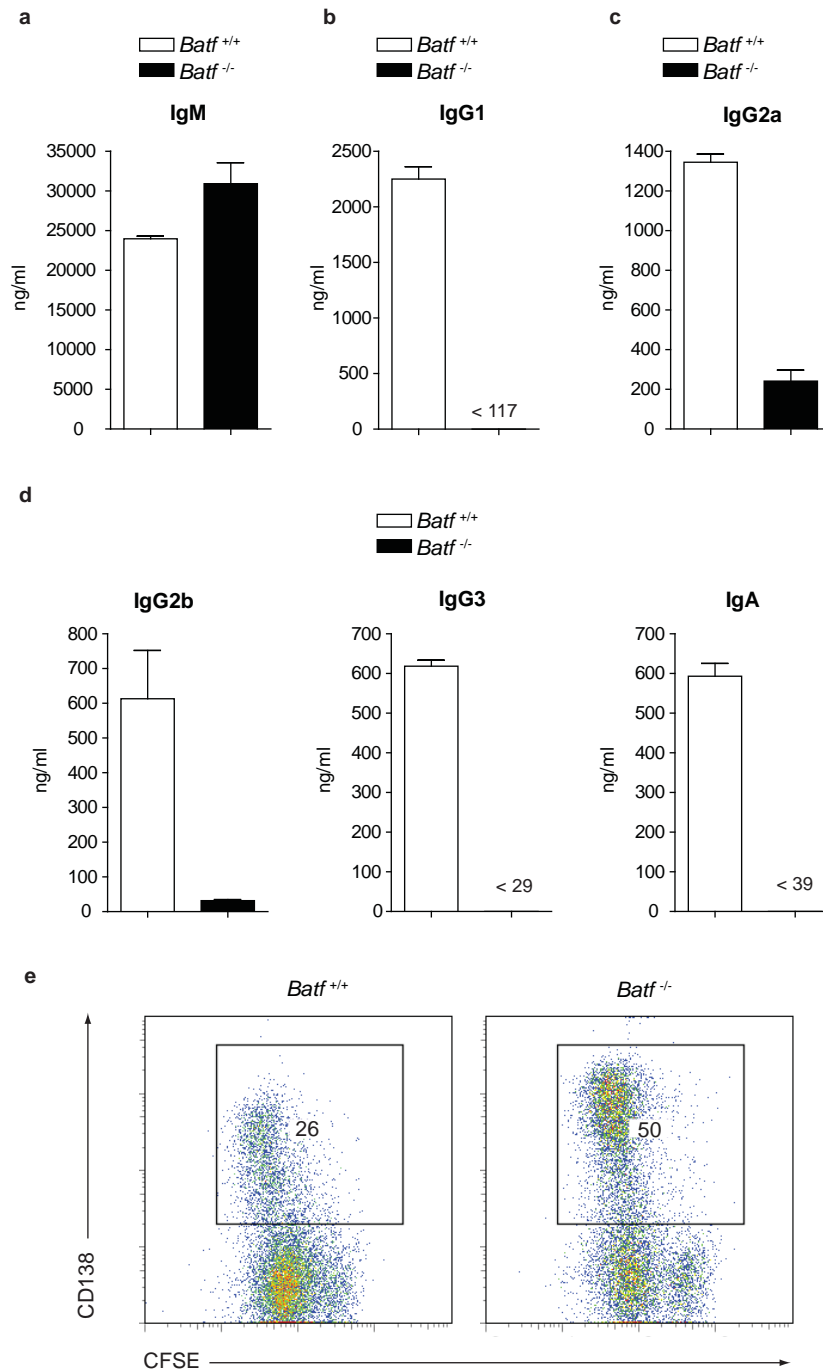 a
Batf +/+
Batf -/-
IgM
35000
30000
25000
20000
15000
10000
5000
0
ng/ml
b
Batf +/+
Batf -/-
IgG1
2500
2000
1500
1000
500
0
ng/ml
< 117
c
Batf +/+
Batf -/-
IgG2a
1400
1200
1000
800
600
400
200
0
ng/ml
d
Batf +/+
Batf -/-
IgG2b
800
700
600
500
400
300
200
100
0
ng/ml
IgG3
700
600
500
400
300
200
100
0
ng/ml
< 29
IgA
700
600
500
400
300
200
100
0
ng/ml
< 39
e
Batf +/+
Batf -/-
26
50
CD138
CFSE